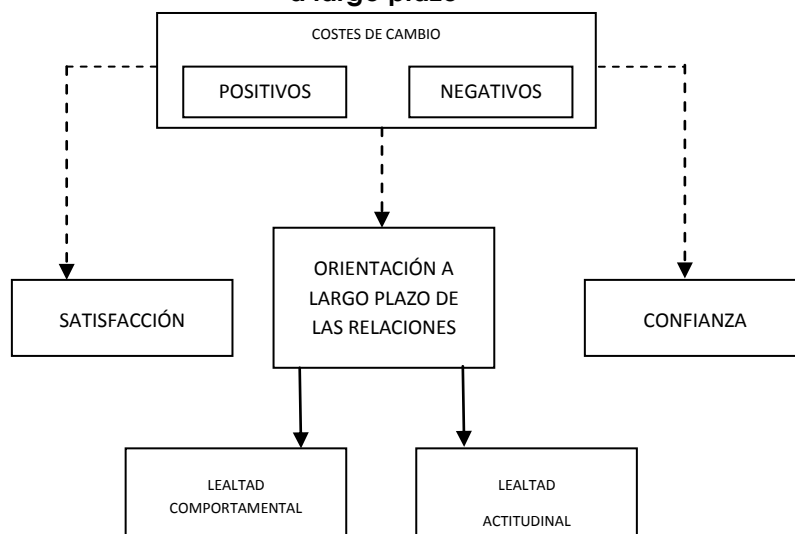 a largo plazo
COSTES DE CAMBIO
POSITIVOS
NEGATIVOS
ORIENTACIÓN A
LARGO PLAZO DE
LAS RELACIONES
SATISFACCIÓN
CONFIANZA
LEALTAD
COMPORTAMENTAL
LEALTAD
ACTITUDINAL